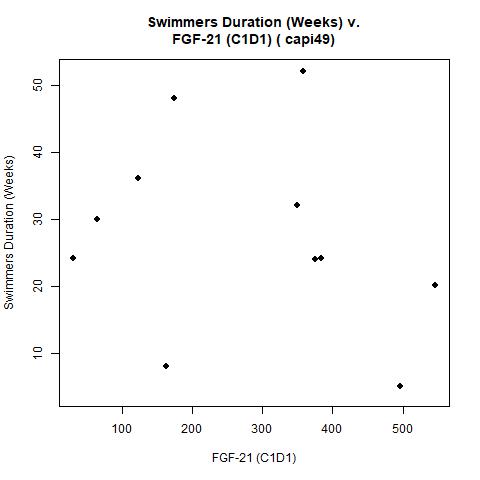 Swimmers Duration (Weeks) v.
FGF-21 (C1D1) ( capi49)
Swimmers Duration (Weeks)
50
40
30
20
10
100 200 300 400 500
FGF-21 (C1D1)